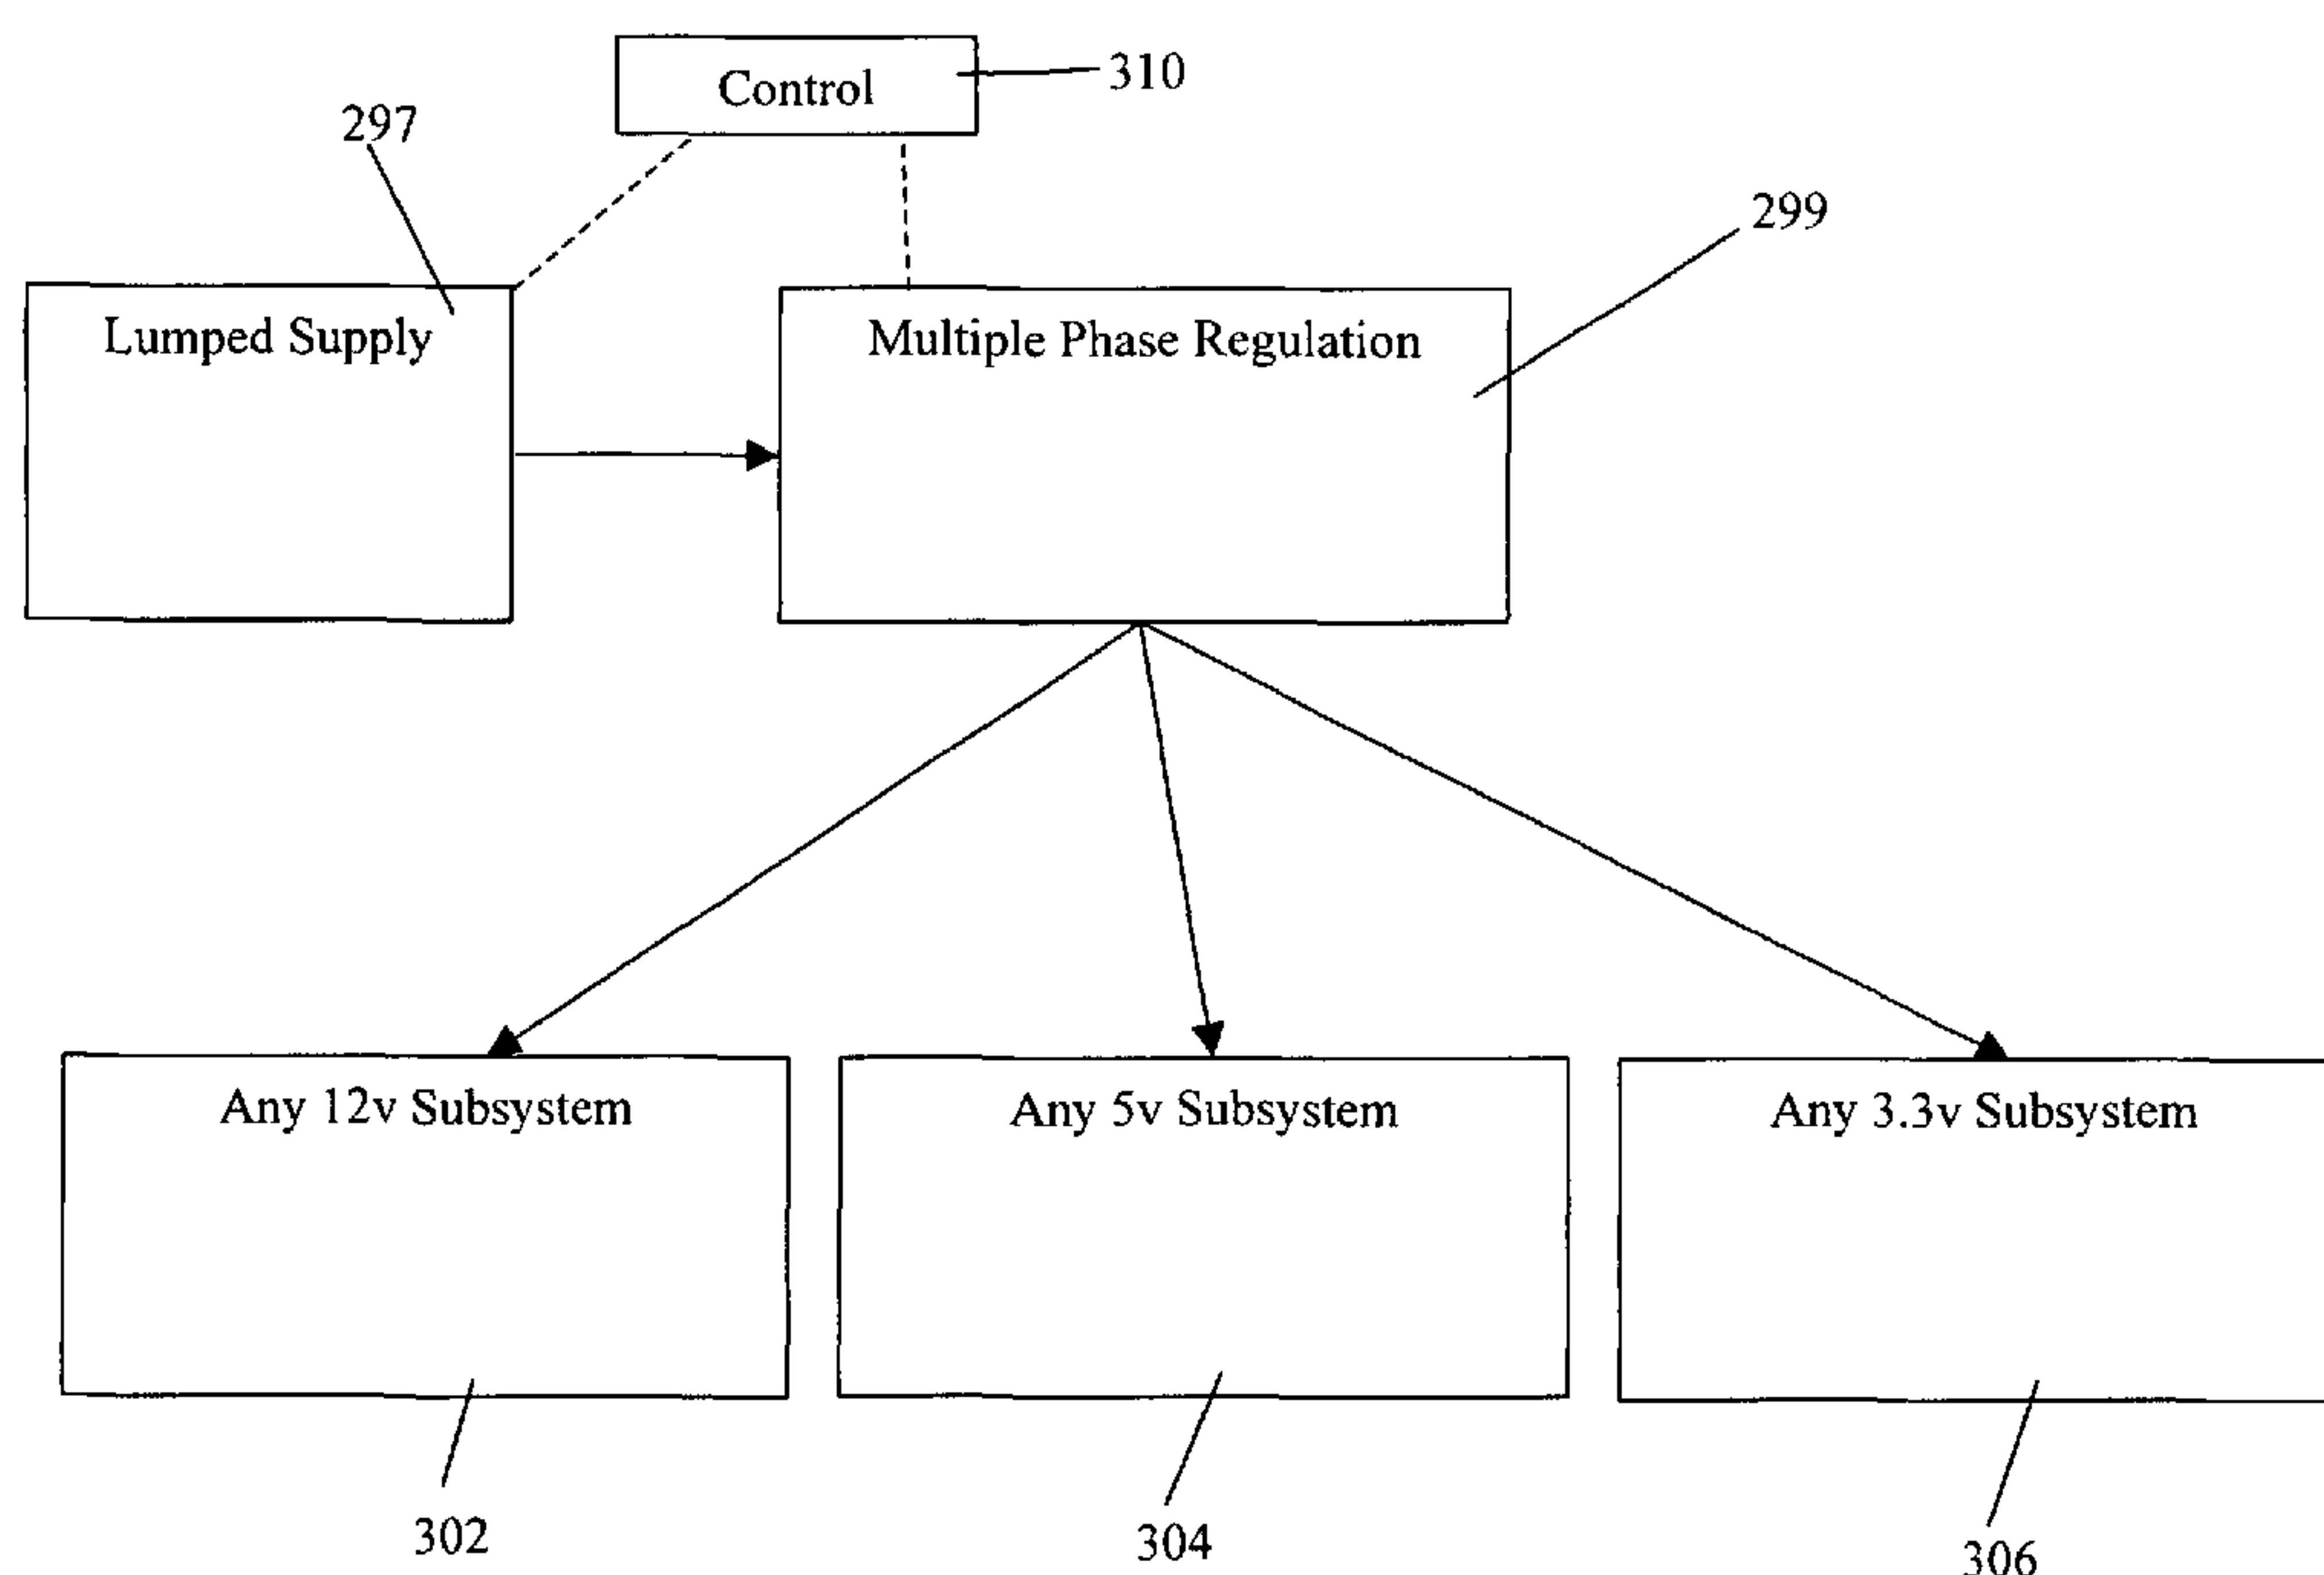 Control
310
297
299
Lumped Supply
Multiple Phase Regulation
Any 12v Subsystem
Any 5v Subsystem
Any 3.3v Subsystem
302
304
306